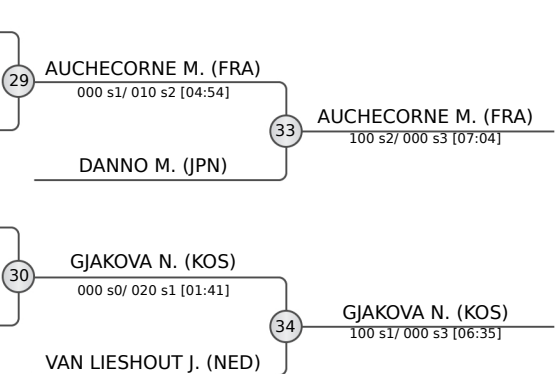 29
AUCHECORNE M. (FRA)
000 s1/ 010 s2 [04:54]
33
AUCHECORNE M. (FRA)
100 s2/ 000 s3 [07:04]
DANNO M. (JPN)
30
GJAKOVA N. (KOS)
000 s0/ 020 s1 [01:41]
34
GJAKOVA N. (KOS)
100 s1/ 000 s3 [06:35]
VAN LIESHOUT J. (NED)